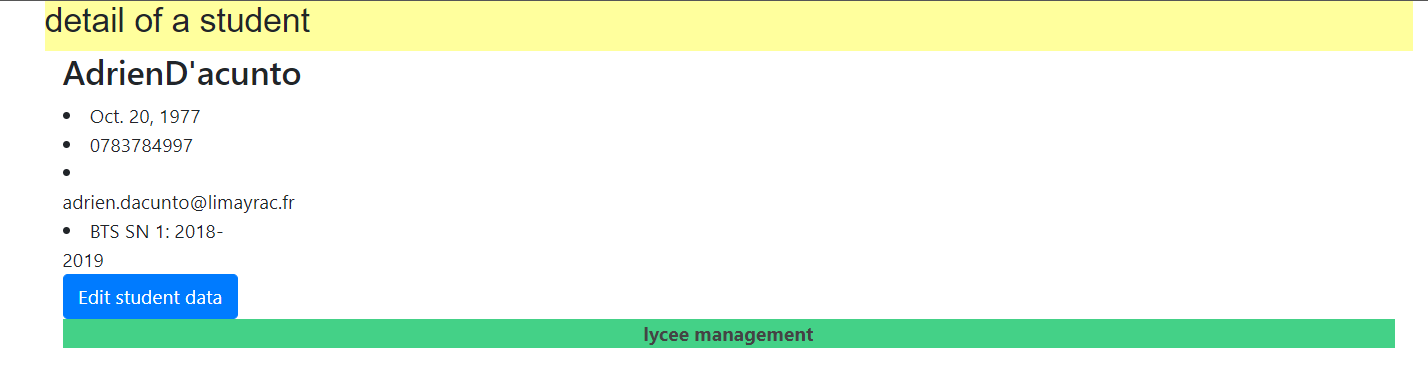 detail of a student
AdrienD'acunto
Oct. 20, 1977
0783784997
adrien.dacunto@limayrac.fr
BTS SN 1: 2018-
2019
Edit student data
lycee management